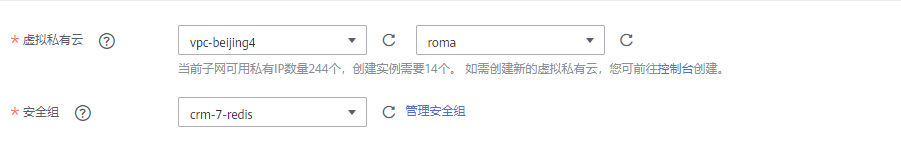 * 虚拟私有云 ? vpc-beijing4 roma
当前子网可用私有IP数量244个，创建实例需要14个。 如需创建新的虚拟私有云，您可前往控制台创建。
* 安全组 ? crm-7-redis 管理安全组